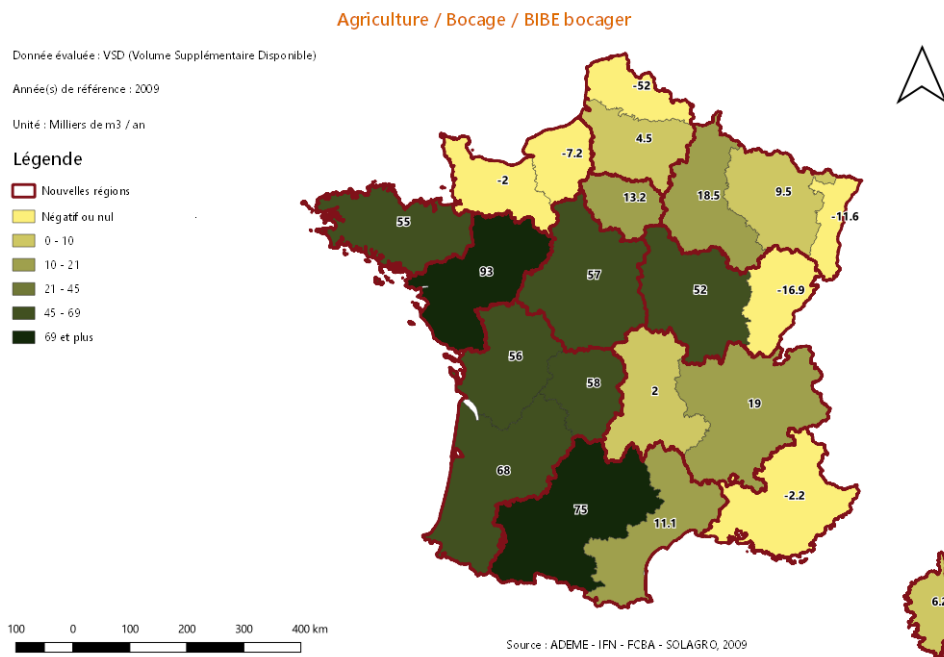 Agriculture / Bocage / BIBE bocager
Donnée évaluée : VSD (Volume Supplémentaire Disponible)
Année(s) de référence : 2009
Unité : Milliers de m3 / an
Légende
Nouvelles régions
Négatif ou nul
0 - 10
10 - 21
21 - 45
45 - 69
69 et plus
-52
4.5
-7.2
-2
13.2
18.5
9.5
-11.6
55
93
57
52
-16.9
56
58
2
19
68
75
11.1
-2.2
6.2
100 0 100 200 300 400 km
Source : ADEME - IFN - FCBA - SOLAGRO, 2009